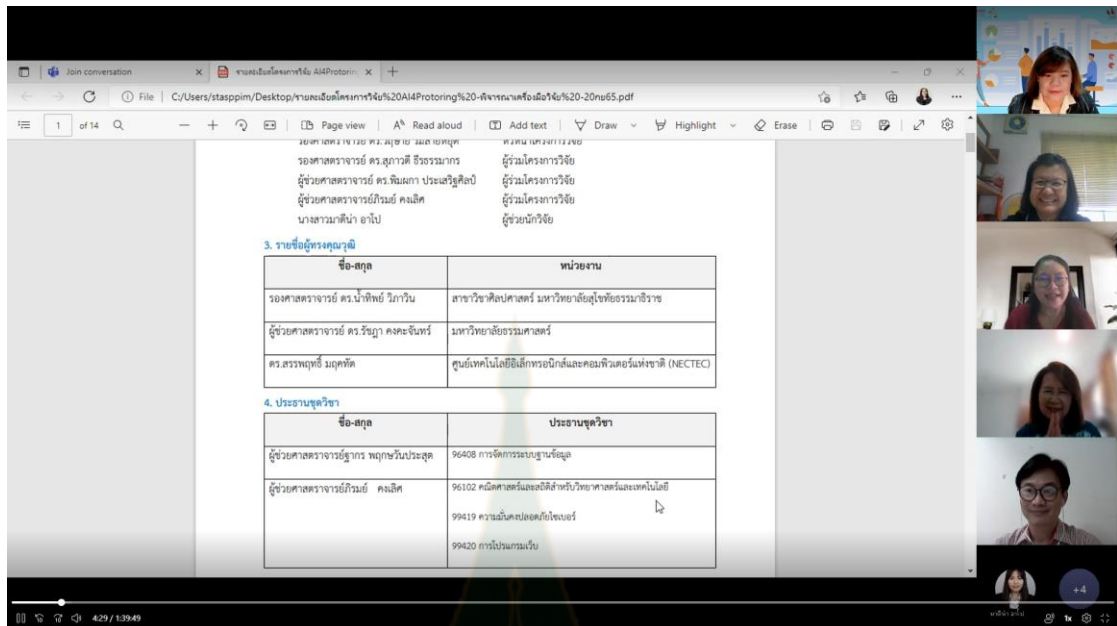 Join conversation
รายละเอียดโครงการวิจัย AI4Protorin
File
C:/Users/stasppim/Desktop/รายละเอียดโครงการวิจัย%20AI4Protoring%20-พิจารณาเครื่องมือวิจัย%20-%2020กย65.pdf
1 of 14
Page view
Read aloud
Add text
Draw
Highlight
Erase
รองศาสตราจารย์ ดร.สุภาวดี ธีรธรรมากร ผู้ร่วมโครงการวิจัย
ผู้ช่วยศาสตราจารย์ ดร.พิมผกา ประเสริฐศิลป์ ผู้ร่วมโครงการวิจัย
ผู้ช่วยศาสตราจารย์ภิรมย์ คงเลิศ ผู้ร่วมโครงการวิจัย
นางสาวมาดีน่า อาโป ผู้ช่วยนักวิจัย
3. รายชื่อผู้ทรงคุณวุฒิ
ชื่อ-สกุล หน่วยงาน
รองศาสตราจารย์ ดร.น้ำทิพย์ วิภาวิน สาขาวิชาศิลปศาสตร์ มหาวิทยาลัยสุโขทัยธรรมาธิราช
ผู้ช่วยศาสตราจารย์ ดร.รัชฎา คงคะจันทร์ มหาวิทยาลัยธรรมศาสตร์
ดร.สรรพฤทธิ์ มฤคทัต ศูนย์เทคโนโลยีอิเล็กทรอนิกส์และคอมพิวเตอร์แห่งชาติ (NECTEC)
4. ประธานชุดวิชา
ชื่อ-สกุล ประธานชุดวิชา
ผู้ช่วยศาสตราจารย์ฐากร พฤกษวันประสุต 96408 การจัดการระบบฐานข้อมูล
ผู้ช่วยศาสตราจารย์ภิรมย์ คงเลิศ 96102 คณิตศาสตร์และสถิติสำหรับวิทยาศาสตร์และเทคโนโลยี
99419 ความมั่นคงปลอดภัยไซเบอร์
99420 การโปรแกรมเว็บ
+4
4:29 / 1:39:49
1x